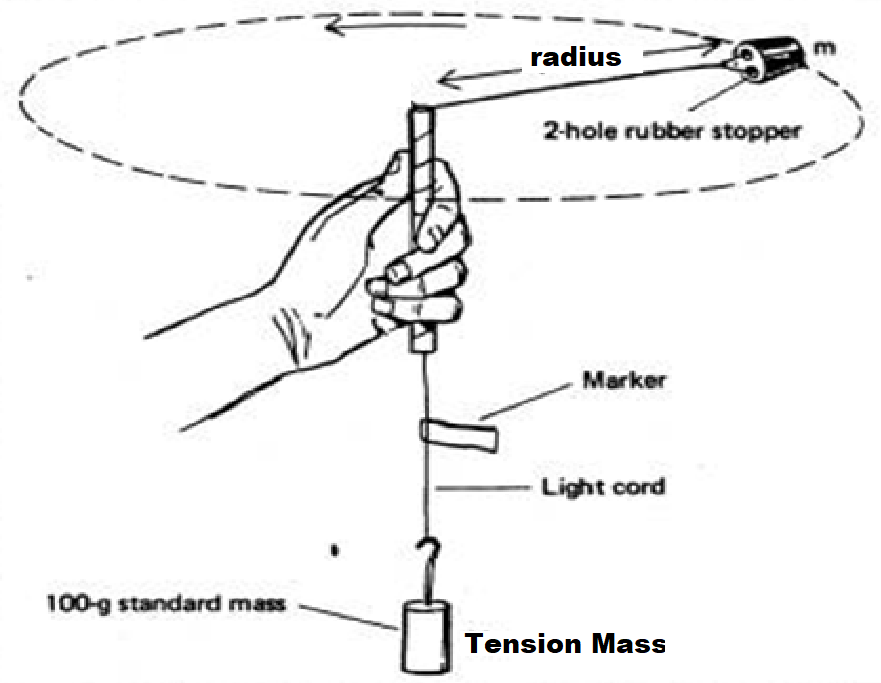 radius
m
2-hole rubber stopper
Marker
Light cord
100-g standard mass
Tension Mass